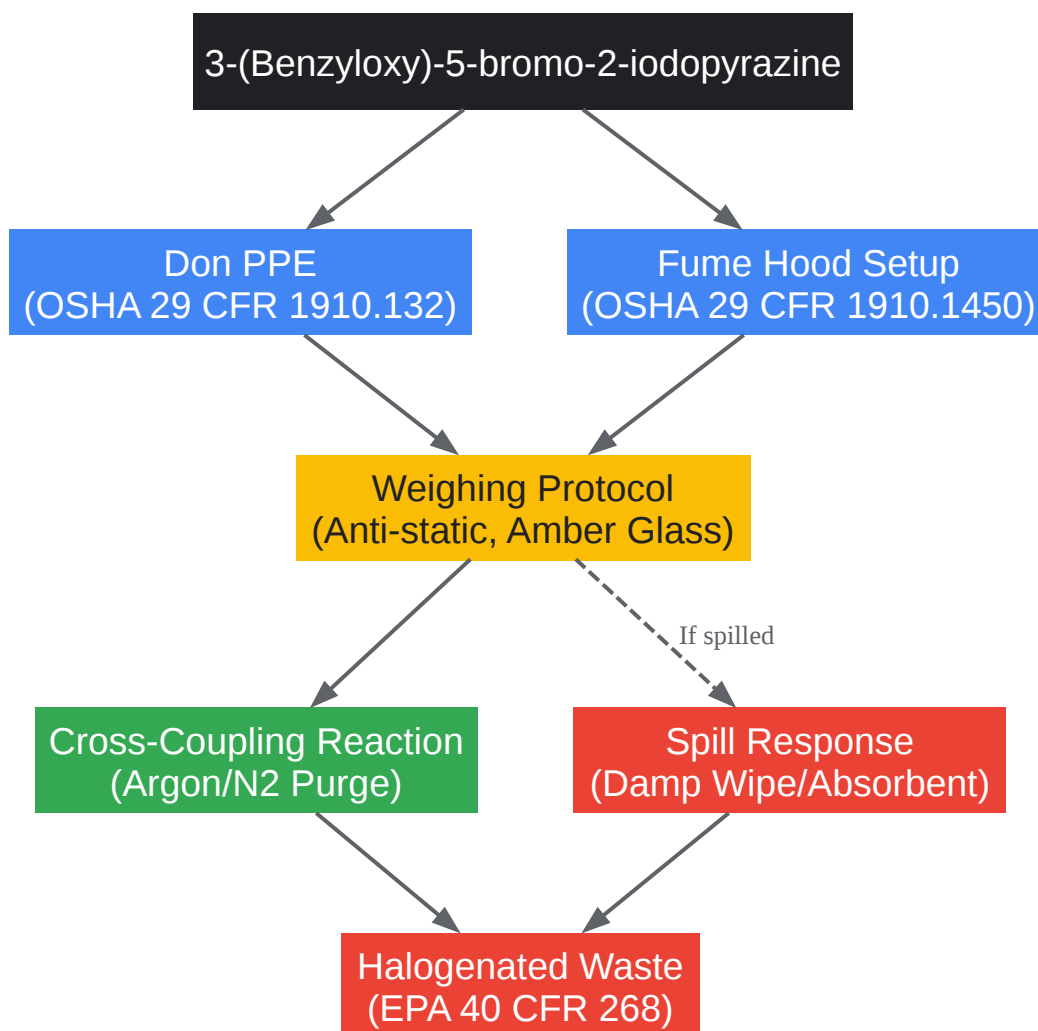 3-(Benzyloxy)-5-bromo-2-iodopyrazine
Don PPE
(OSHA 29 CFR 1910.132)
Fume Hood Setup
(OSHA 29 CFR 1910.1450)
Weighing Protocol
(Anti-static, Amber Glass)
If spilled
Cross-Coupling Reaction
(Argon/N2 Purge)
Spill Response
(Damp Wipe/Absorbent)
Halogenated Waste
(EPA 40 CFR 268)